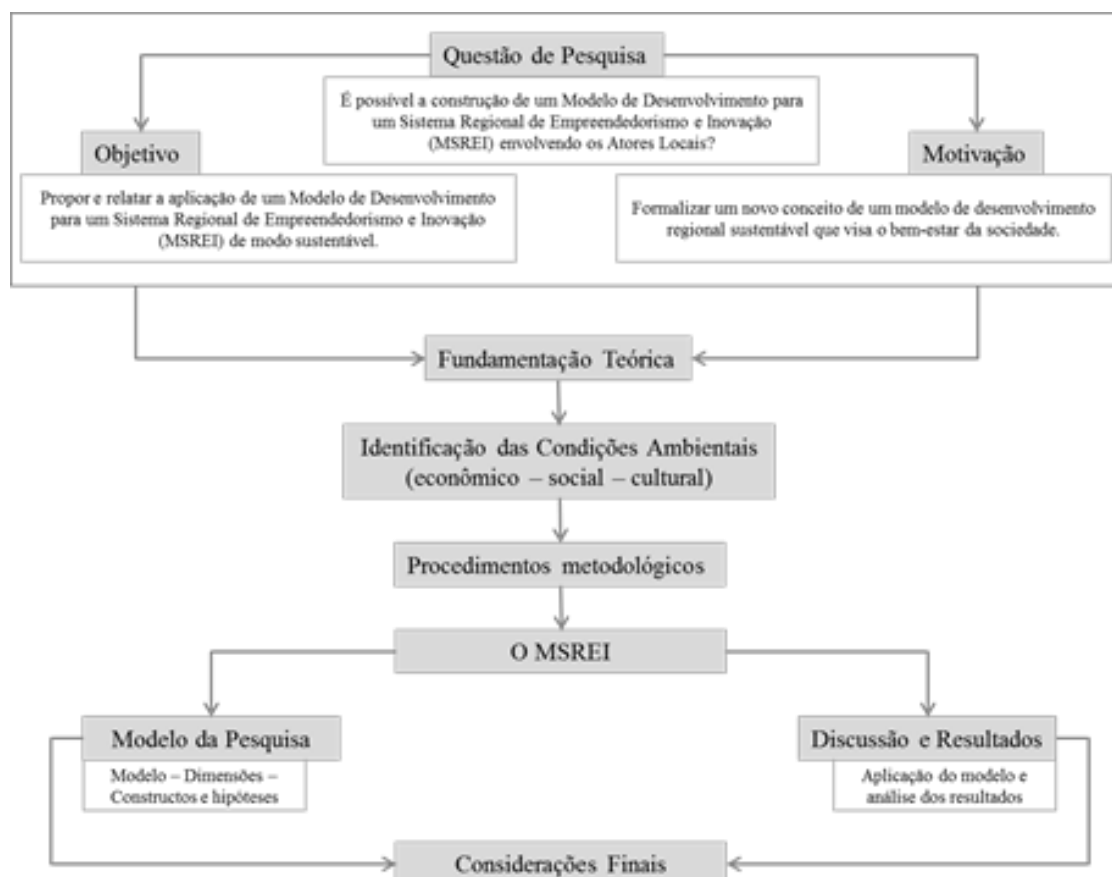 Questão de Pesquisa
É possível a construção de um Modelo de Desenvolvimento para
um Sistema Regional de Empreendedorismo e Inovação
(MSREI) envolvendo os Atores Locais?
Objetivo
Propor e relatar a aplicação de um Modelo de Desenvolvimento
para um Sistema Regional de Empreendedorismo e Inovação
(MSREI) de modo sustentável.
Motivação
Formalizar um novo conceito de um modelo de desenvolvimento
regional sustentável que visa o bem-estar da sociedade.
Fundamentação Teórica
Identificação das Condições Ambientais
(econômico – social – cultural)
Procedimentos metodológicos
O MSREI
Modelo da Pesquisa
Modelo – Dimensões –
Constructos e hipóteses
Discussão e Resultados
Aplicação do modelo e
análise dos resultados
Considerações Finais